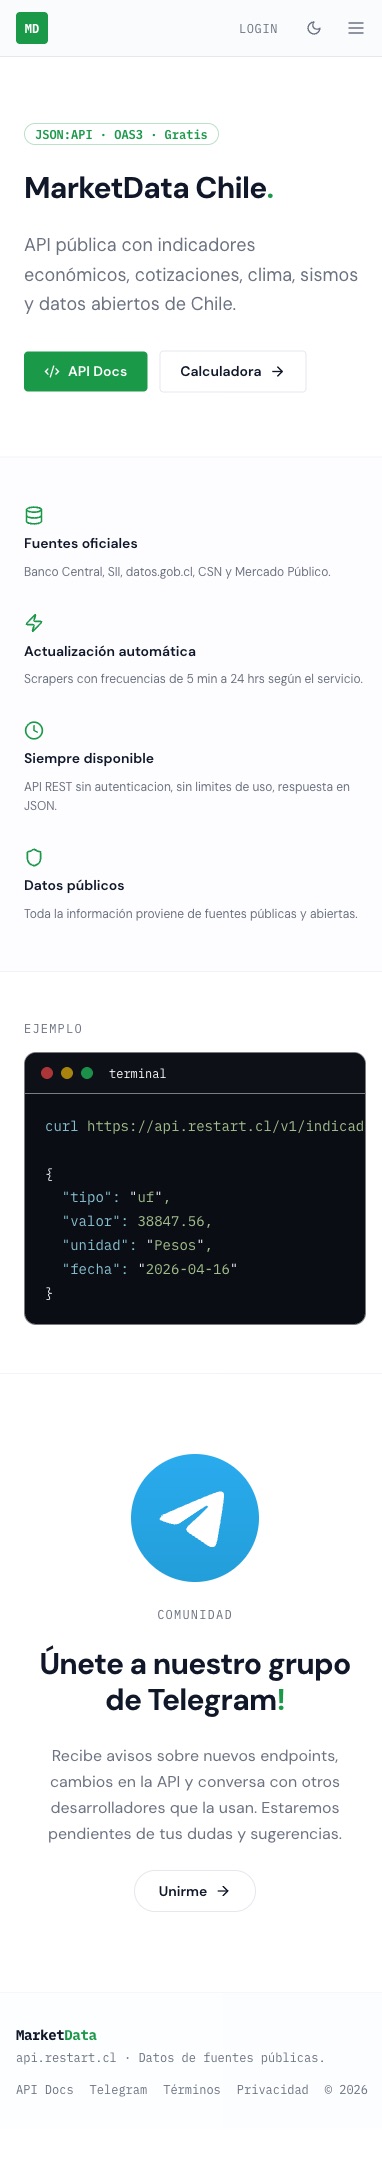 MD
LOGIN
JSON:API · OAS3 · Gratis
MarketData Chile.
API pública con indicadores
económicos, cotizaciones, clima, sismos
y datos abiertos de Chile.
API Docs
Calculadora
Fuentes oficiales
Banco Central, SII, datos.gob.cl, CSN y Mercado Público.
Actualización automática
Scrapers con frecuencias de 5 min a 24 hrs según el servicio.
Siempre disponible
API REST sin autenticacion, sin limites de uso, respuesta en
JSON.
Datos públicos
Toda la información proviene de fuentes públicas y abiertas.
EJEMPLO
terminal
curl https://api.restart.cl/v1/indicad
{
"tipo": "uf",
"valor": 38847.56,
"unidad": "Pesos",
"fecha": "2026-04-16"
}
COMUNIDAD
Únete a nuestro grupo
de Telegram!
Recibe avisos sobre nuevos endpoints,
cambios en la API y conversa con otros
desarrolladores que la usan. Estaremos
pendientes de tus dudas y sugerencias.
Unirme
MarketData
api.restart.cl · Datos de fuentes públicas.
API Docs Telegram Términos Privacidad © 2026